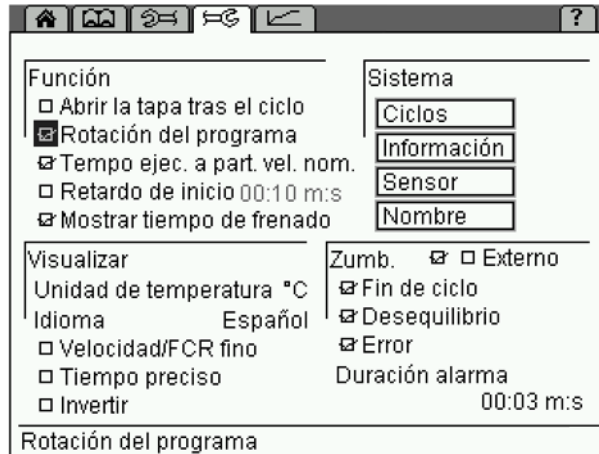 ?
Función
Abrir la tapa tras el ciclo
Rotación del programa
Tempo ejec. a part. vel. nom.
Retardo de inicio 00:10 m:s
Mostrar tiempo de frenado
Sistema
Ciclos
Información
Sensor
Nombre
Visualizar
Unidad de temperatura °C
Idioma Español
Velocidad/FCR fino
Tiempo preciso
Invertir
Zumb. Externo
Fin de ciclo
Desequilibrio
Error
Duración alarma
00:03 m:s
Rotación del programa